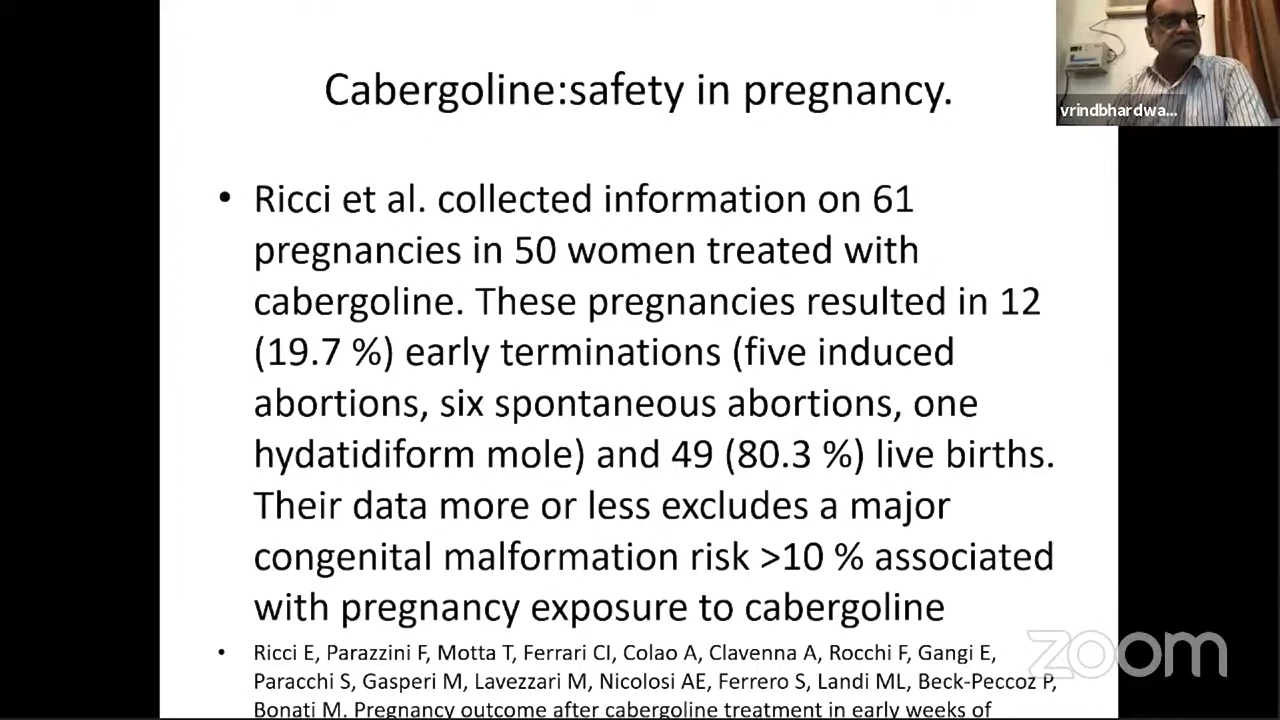 Cabergoline:safety in pregnancy.
vrindbhardwa...
• Ricci et al. collected information on 61
pregnancies in 50 women treated with
cabergoline. These pregnancies resulted in 12
(19.7 %) early terminations (five induced
abortions, six spontaneous abortions, one
hydatidiform mole) and 49 (80.3 %) live births.
Their data more or less excludes a major
congenital malformation risk >10 % associated
with pregnancy exposure to cabergoline
• Ricci E, Parazzini F, Motta T, Ferrari CI, Colao A, Clavenna A, Rocchi F, Gangi E,
Paracchi S, Gasperi M, Lavezzari M, Nicolosi AE, Ferrero S, Landi ML, Beck-Peccoz P,
Bonati M. Pregnancy outcome after cabergoline treatment in early weeks of
zoom